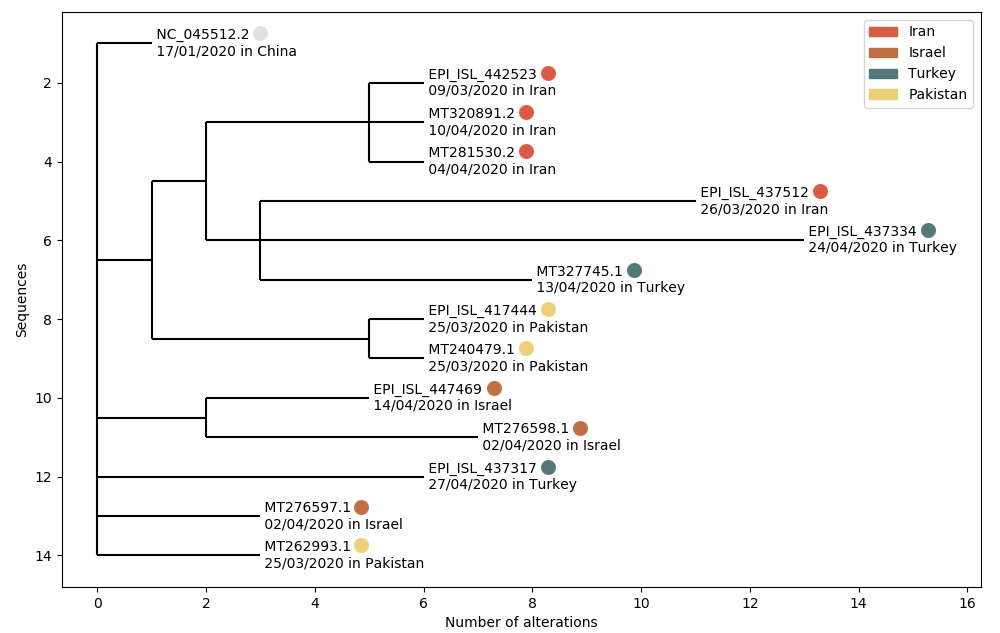 NC_045512.2
17/01/2020 in China
EPI_ISL_442523
09/03/2020 in Iran
MT320891.2
10/04/2020 in Iran
MT281530.2
04/04/2020 in Iran
EPI_ISL_437512
26/03/2020 in Iran
EPI_ISL_437334
24/04/2020 in Turkey
MT327745.1
13/04/2020 in Turkey
EPI_ISL_417444
25/03/2020 in Pakistan
MT240479.1
25/03/2020 in Pakistan
EPI_ISL_447469
14/04/2020 in Israel
MT276598.1
02/04/2020 in Israel
EPI_ISL_437317
27/04/2020 in Turkey
MT276597.1
02/04/2020 in Israel
MT262993.1
25/03/2020 in Pakistan
Iran
Israel
Turkey
Pakistan
Sequences
2
4
6
8
10
12
14
0 2 4 6 8 10 12 14 16
Number of alterations